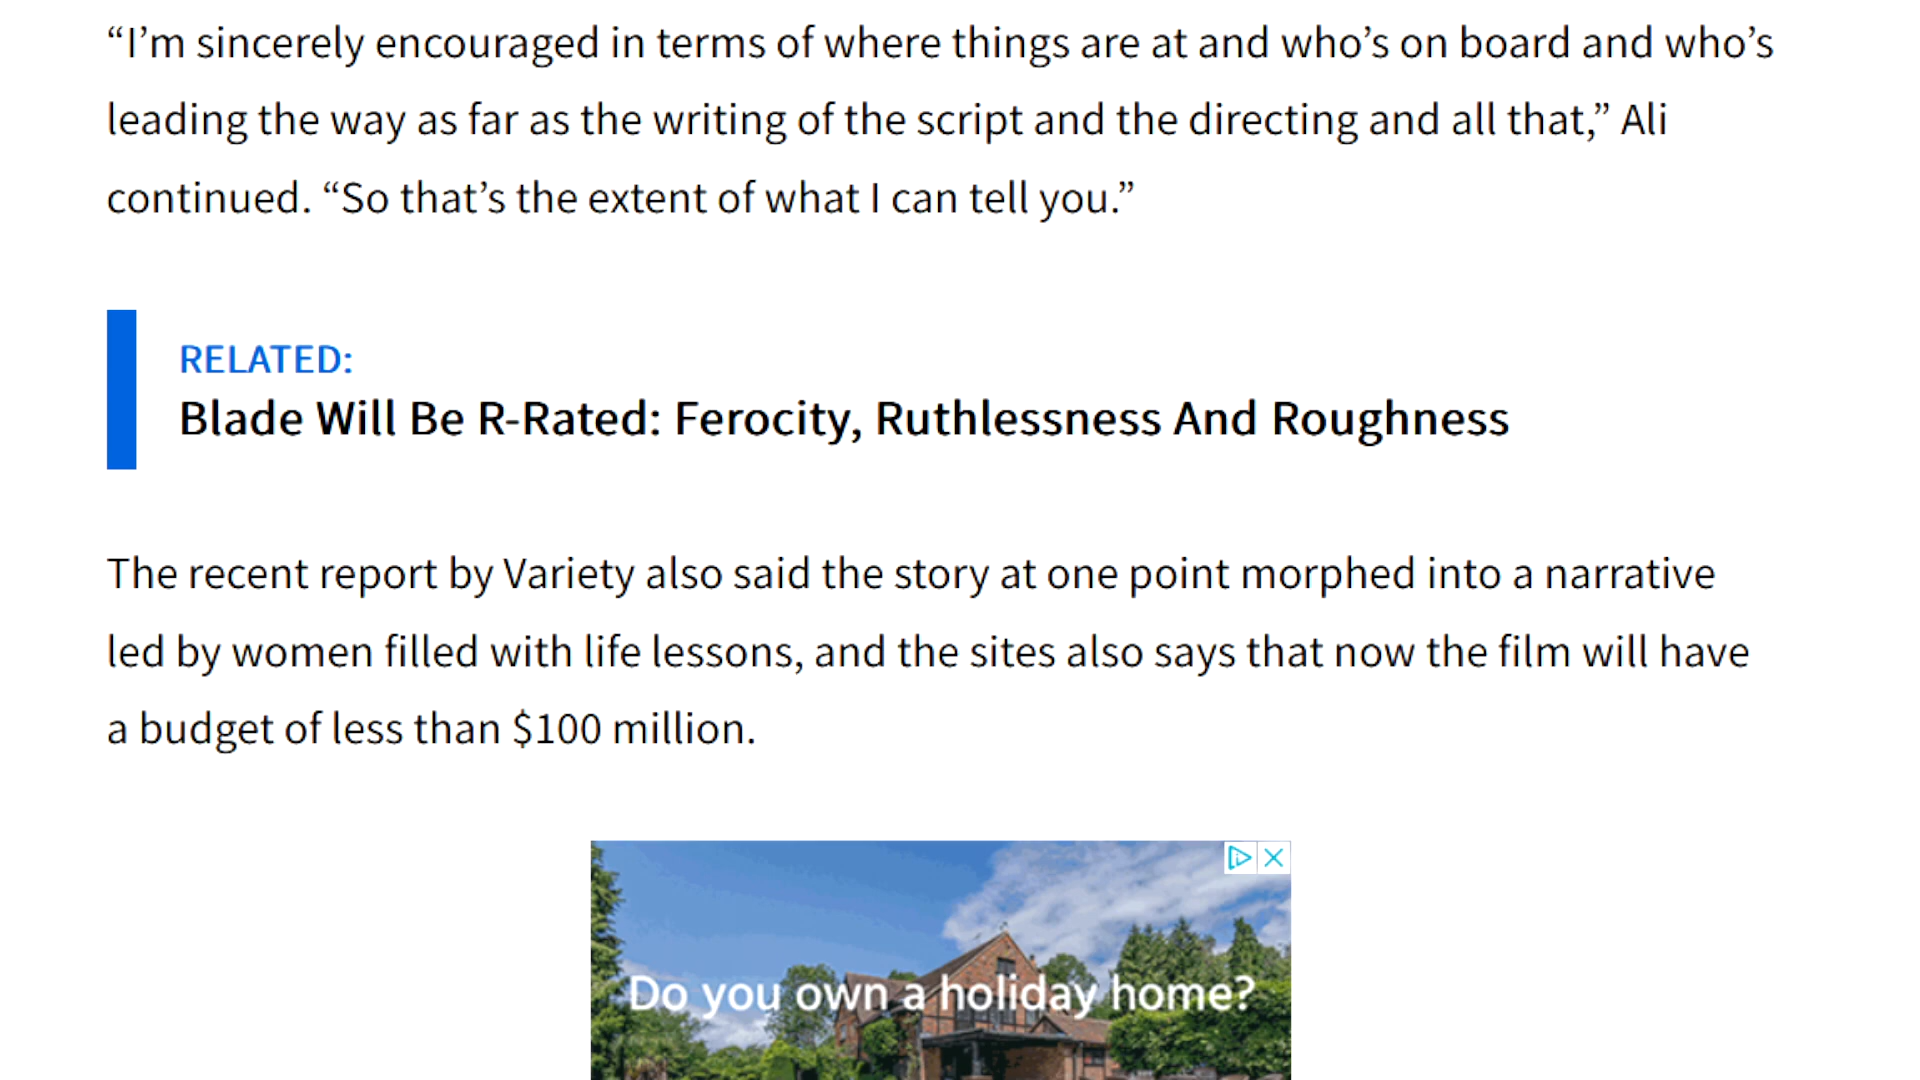 “I’m sincerely encouraged in terms of where things are at and who’s on board and who’s
leading the way as far as the writing of the script and the directing and all that,” Ali
continued. “So that’s the extent of what I can tell you.”
RELATED:
Blade Will Be R-Rated: Ferocity, Ruthlessness And Roughness
The recent report by Variety also said the story at one point morphed into a narrative
led by women filled with life lessons, and the sites also says that now the film will have
a budget of less than $100 million.
Do you own a holiday home?